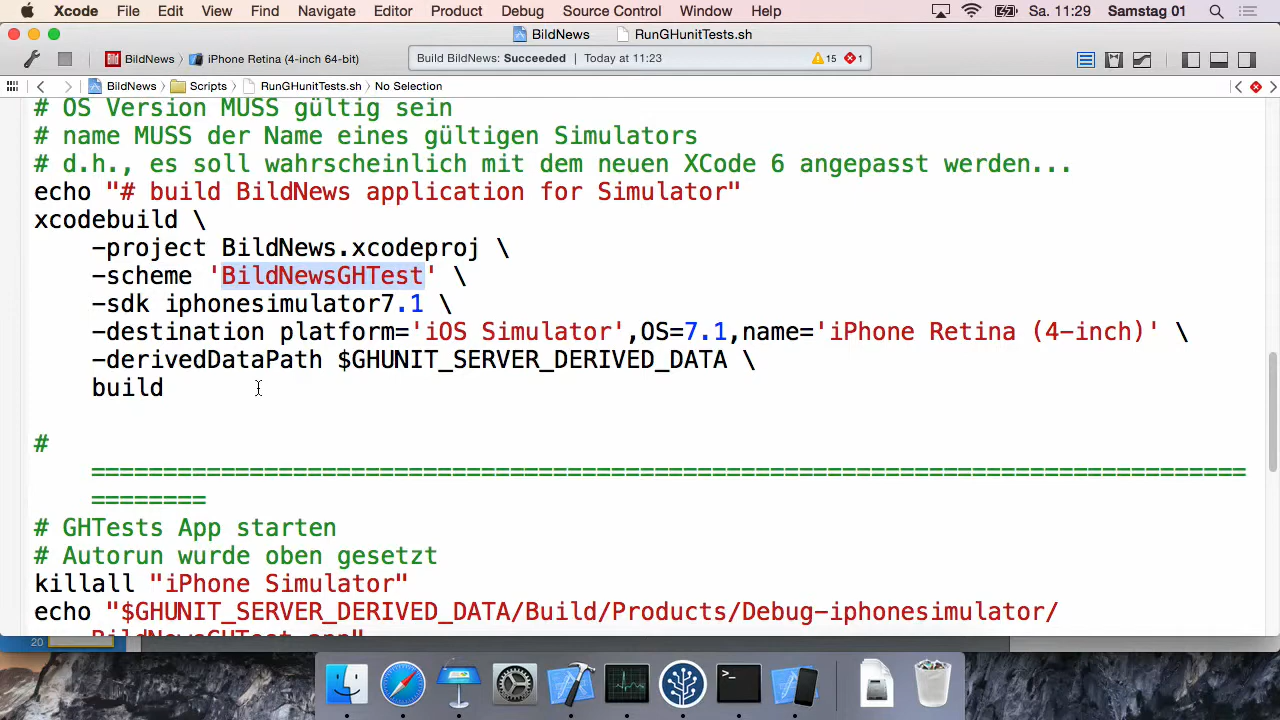 Xcode File Edit View Find Navigate Editor Product Debug Source Control Window Help Sa. 11:29 Samstag 01
BildNews RunGHunitTests.sh
BildNews iPhone Retina (4-inch 64-bit) Build BildNews: Succeeded Today at 11:23 15 1
BildNews Scripts RunGHunitTests.sh No Selection
# OS Version MUSS gültig sein
# name MUSS der Name eines gültigen Simulators
# d.h., es soll wahrscheinlich mit dem neuen XCode 6 angepasst werden...
echo "# build BildNews application for Simulator"
xcodebuild \
-project BildNews.xcodeproj \
-scheme 'BildNewsGHTest' \
-sdk iphonesimulator7.1 \
-destination platform='iOS Simulator',OS=7.1,name='iPhone Retina (4-inch)' \
-derivedDataPath $GHUNIT_SERVER_DERIVED_DATA \
build
#
================================================================================
========
# GHTests App starten
# Autorun wurde oben gesetzt
killall "iPhone Simulator"
echo "$GHUNIT_SERVER_DERIVED_DATA/Build/Products/Debug-iphonesimulator/
BildNewsGHTest.app"
20